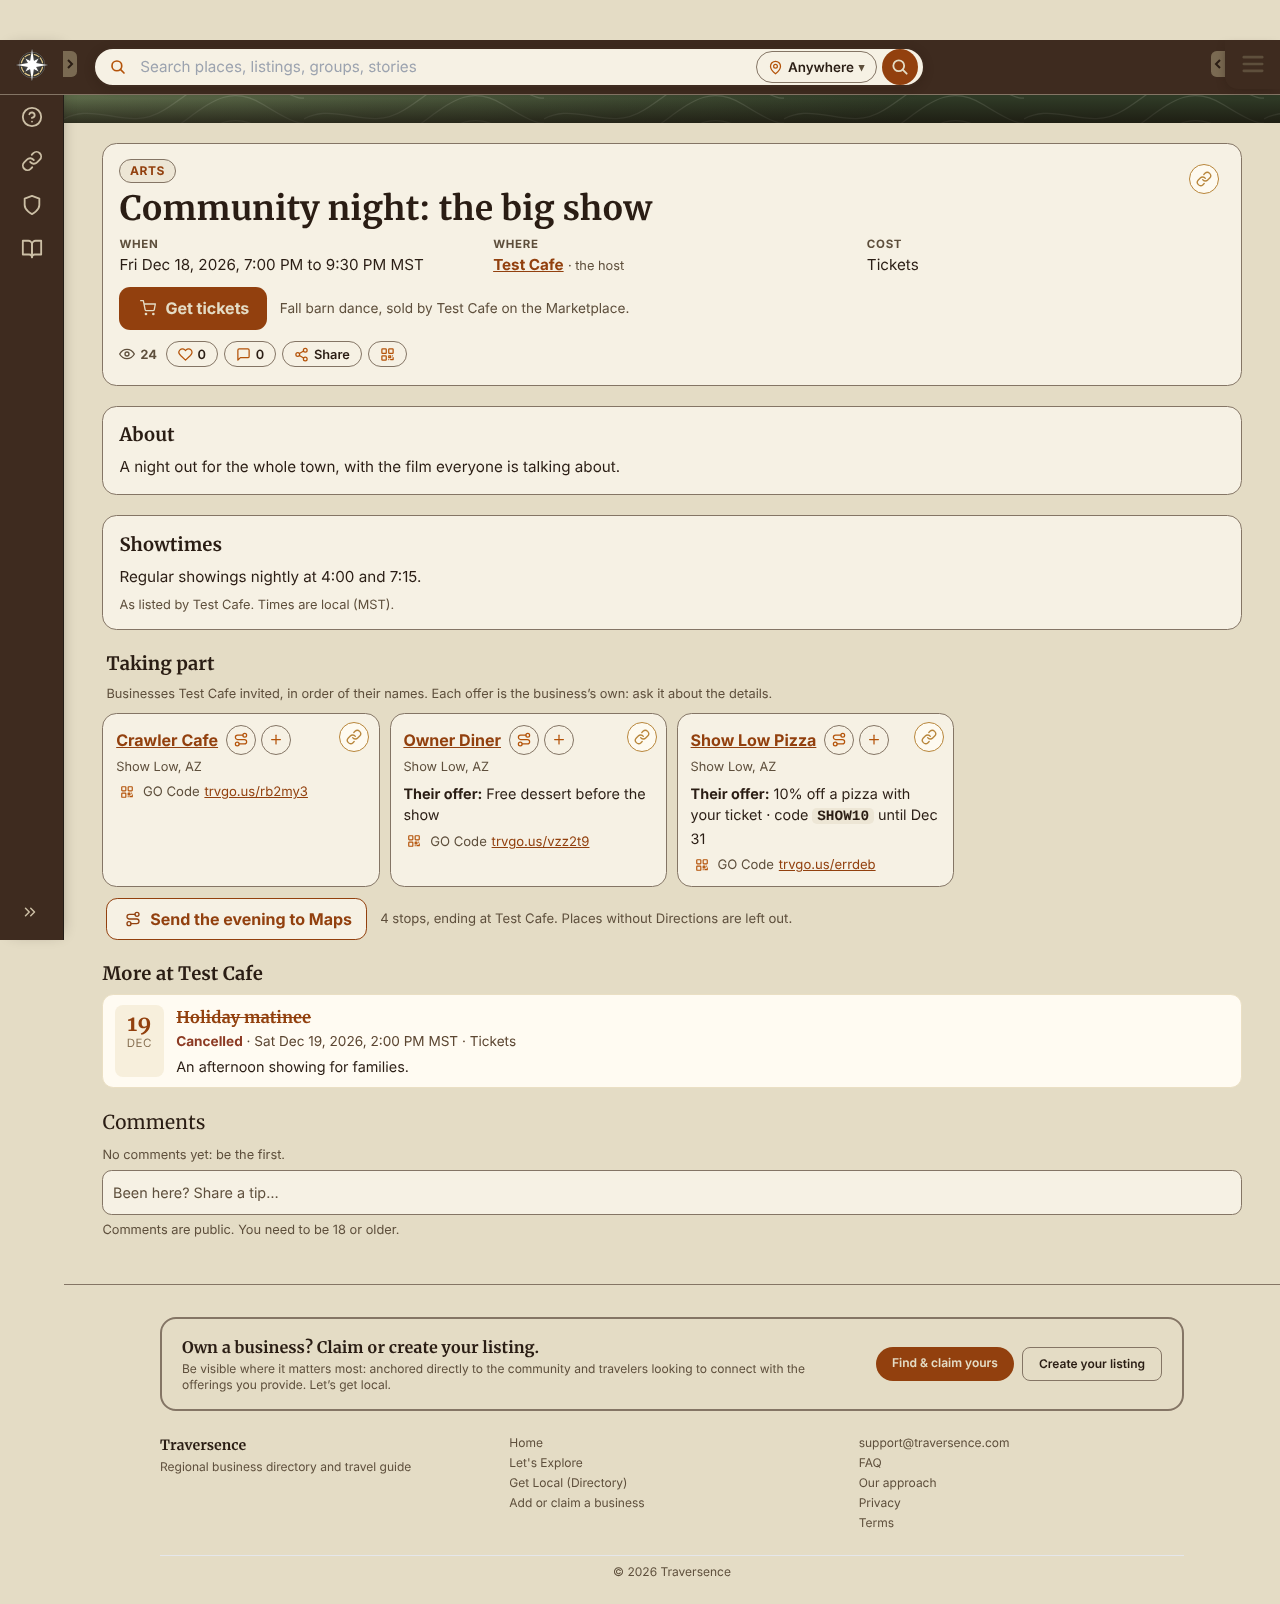 Search places, listings, groups, stories
Anywhere ▾
ARTS
Community night: the big show
WHEN
Fri Dec 18, 2026, 7:00 PM to 9:30 PM MST
WHERE
Test Cafe · the host
COST
Tickets
Get tickets
Fall barn dance, sold by Test Cafe on the Marketplace.
24
0
0
Share
About
A night out for the whole town, with the film everyone is talking about.
Showtimes
Regular showings nightly at 4:00 and 7:15.
As listed by Test Cafe. Times are local (MST).
Taking part
Businesses Test Cafe invited, in order of their names. Each offer is the business’s own: ask it about the details.
Crawler Cafe
Show Low, AZ
GO Code trvgo.us/rb2my3
Owner Diner
Show Low, AZ
Their offer: Free dessert before the
show
GO Code trvgo.us/vzz2t9
Show Low Pizza
Show Low, AZ
Their offer: 10% off a pizza with
your ticket · code SHOW10 until Dec
31
GO Code trvgo.us/errdeb
Send the evening to Maps
4 stops, ending at Test Cafe. Places without Directions are left out.
More at Test Cafe
19
DEC
Holiday matinee
Cancelled · Sat Dec 19, 2026, 2:00 PM MST · Tickets
An afternoon showing for families.
Comments
No comments yet: be the first.
Been here? Share a tip...
Comments are public. You need to be 18 or older.
Own a business? Claim or create your listing.
Be visible where it matters most: anchored directly to the community and travelers looking to connect with the
offerings you provide. Let’s get local.
Find & claim yours
Create your listing
Traversence
Regional business directory and travel guide
Home
Let's Explore
Get Local (Directory)
Add or claim a business
support@traversence.com
FAQ
Our approach
Privacy
Terms
© 2026 Traversence